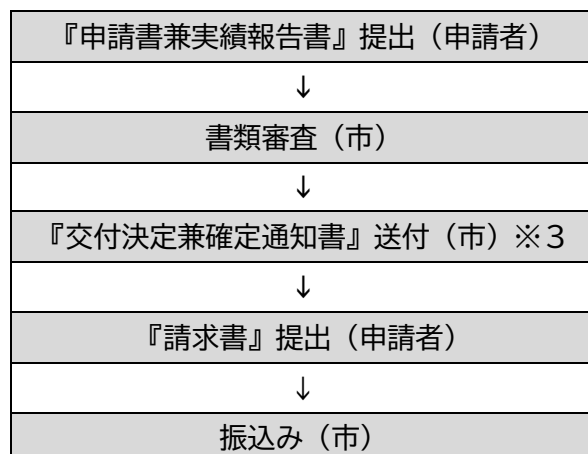 『申請書兼実績報告書』提出（申請者）
↓
書類審査（市）
↓
『交付決定兼確定通知書』送付（市）※３
↓
『請求書』提出（申請者）
↓
振込み（市）